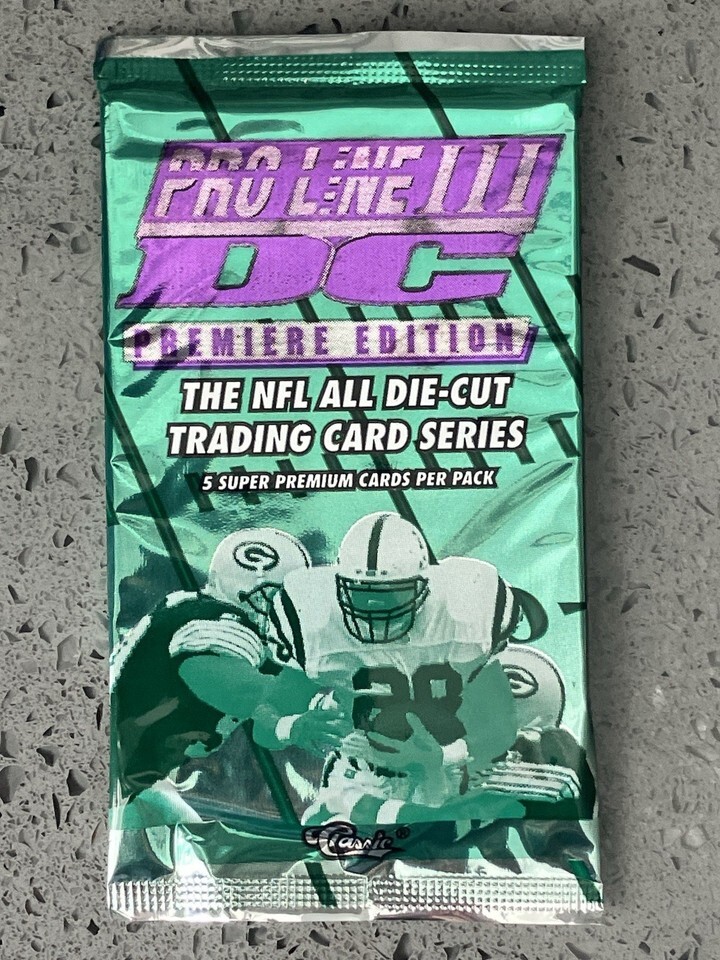 PRO LINE III
DC
PREMIERE EDITION
THE NFL ALL DIE-CUT
TRADING CARD SERIES
5 SUPER PREMIUM CARDS PER PACK
G
28
G
Classic®